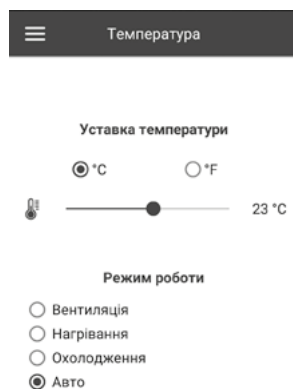 Температура
Уставка температури
°C °F
23 °C
Режим роботи
Вентиляція
Нагрівання
Охолодження
Авто